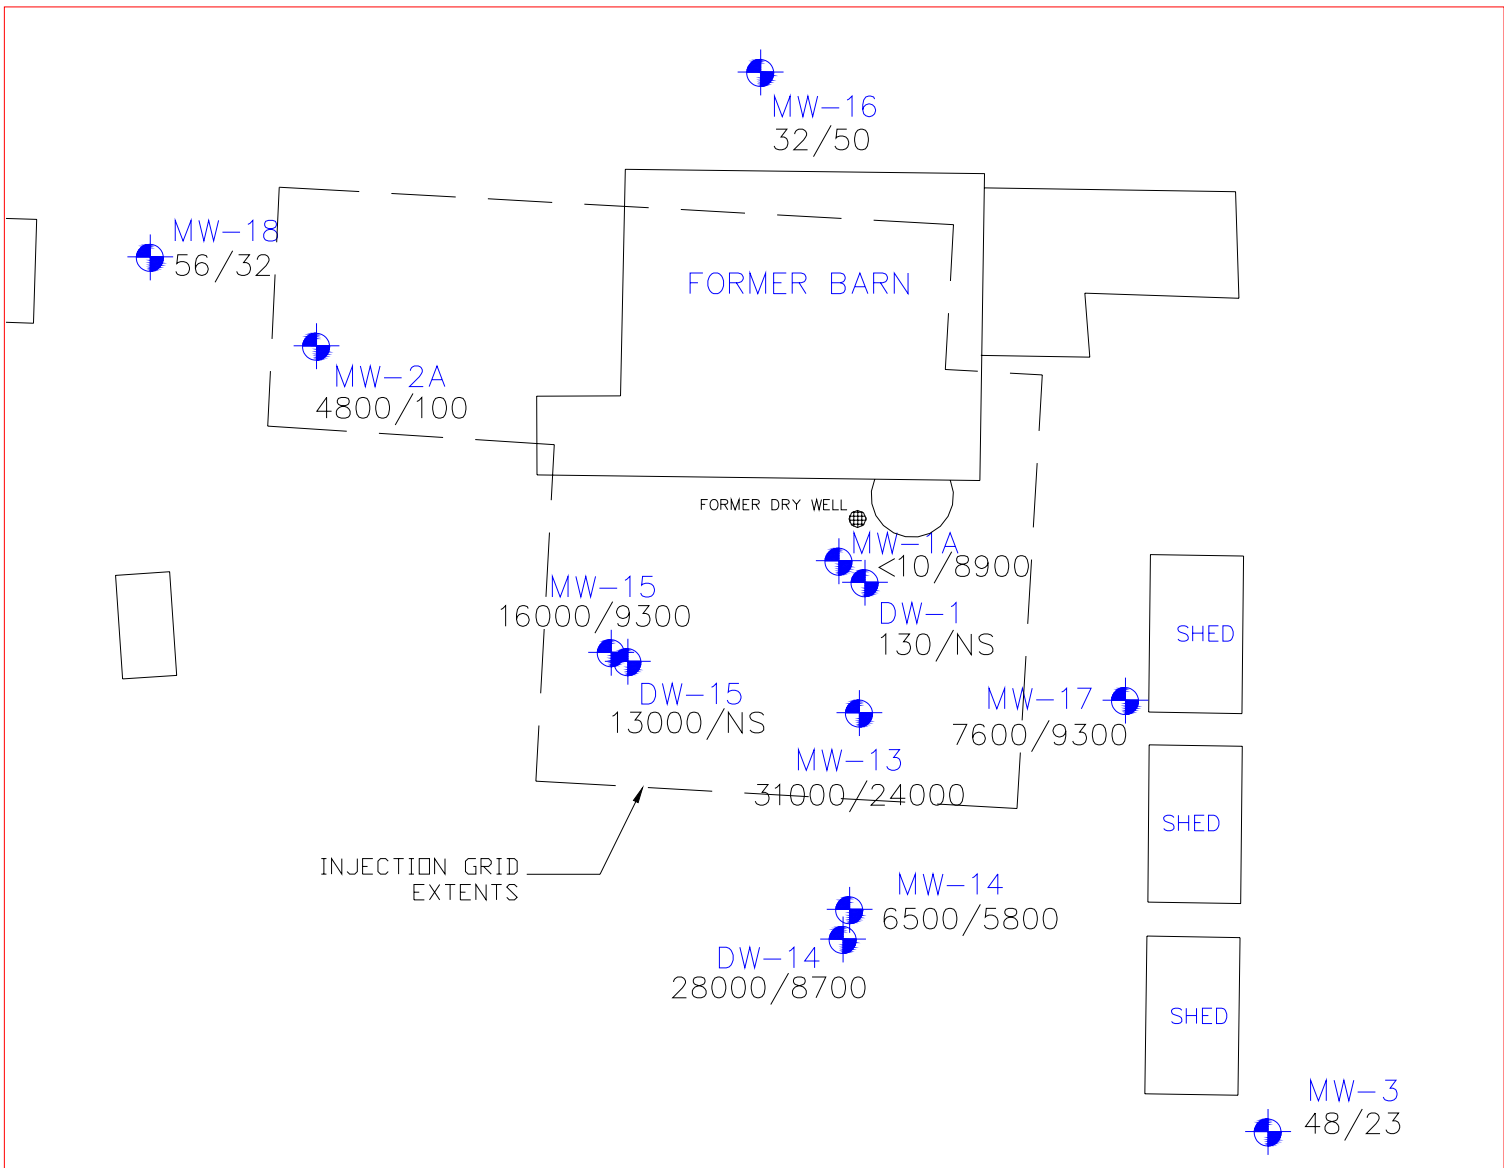 MW-16
32/50
MW-18
56/32
FORMER BARN
MW-2A
4800/100
FORMER DRY WELL
MW-1A
<10/8900
MW-15
16000/9300
DW-1
130/NS
SHED
DW-15
13000/NS
MW-17
7600/9300
MW-13
31000/24000
SHED
INJECTION GRID
EXTENTS
MW-14
6500/5800
DW-14
28000/8700
SHED
MW-3
48/23